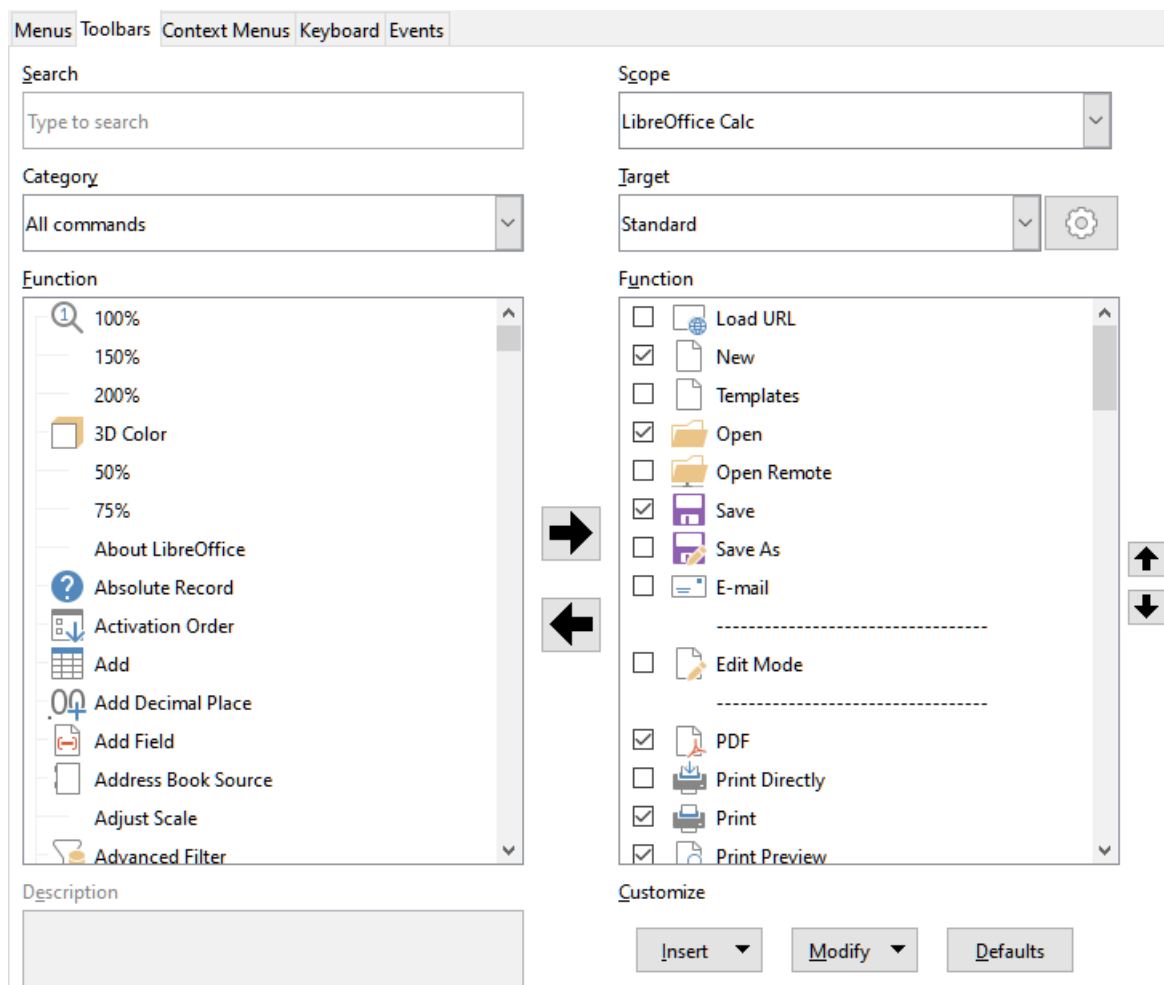 Menus Toolbars Context Menus Keyboard Events
Search
Type to search
Category
All commands
Function
100%
150%
200%
3D Color
50%
75%
About LibreOffice
Absolute Record
Activation Order
Add
Add Decimal Place
Add Field
Address Book Source
Adjust Scale
Advanced Filter
Description
Scope
LibreOffice Calc
Target
Standard
Function
Load URL
New
Templates
Open
Open Remote
Save
Save As
E-mail
----------------------------------
Edit Mode
----------------------------------
PDF
Print Directly
Print
Print Preview
Customize
Insert Modify Defaults